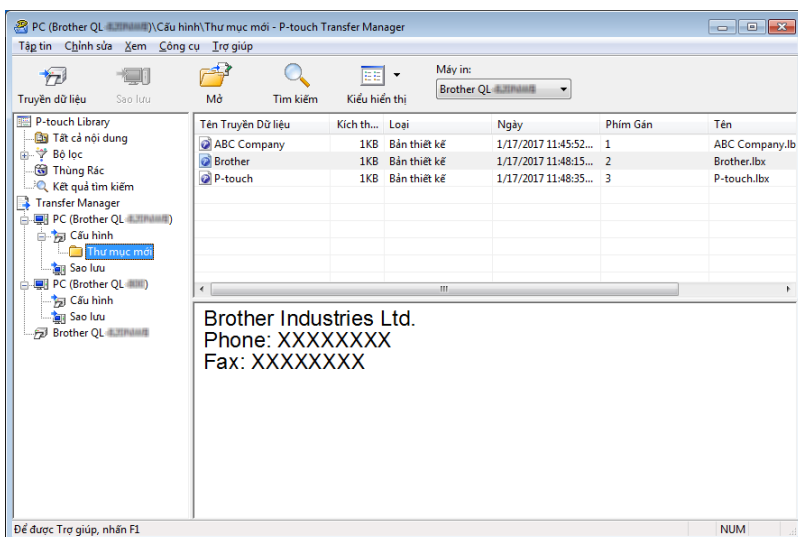 PC (Brother QL )\Cấu hình\Thư mục mới - P-touch Transfer Manager
Tập tin Chỉnh sửa Xem Công cụ Trợ giúp
Truyền dữ liệu Sao lưu Mở Tìm kiếm Kiểu hiển thị
Máy in:
Brother QL
P-touch Library
Tất cả nội dung
Bộ lọc
Thùng Rác
Kết quả tìm kiếm
Transfer Manager
PC (Brother QL )
Cấu hình
Thư mục mới
Sao lưu
PC (Brother QL )
Cấu hình
Sao lưu
Brother QL
Tên Truyền Dữ liệu Kích th... Loại Ngày Phím Gán Tên
ABC Company 1KB Bản thiết kế 1/17/2017 11:45:52... 1 ABC Company.lb
Brother 1KB Bản thiết kế 1/17/2017 11:48:15... 2 Brother.lbx
P-touch 1KB Bản thiết kế 1/17/2017 11:48:35... 3 P-touch.lbx
Brother Industries Ltd.
Phone: XXXXXXXX
Fax: XXXXXXXX
Để được Trợ giúp, nhấn F1 NUM